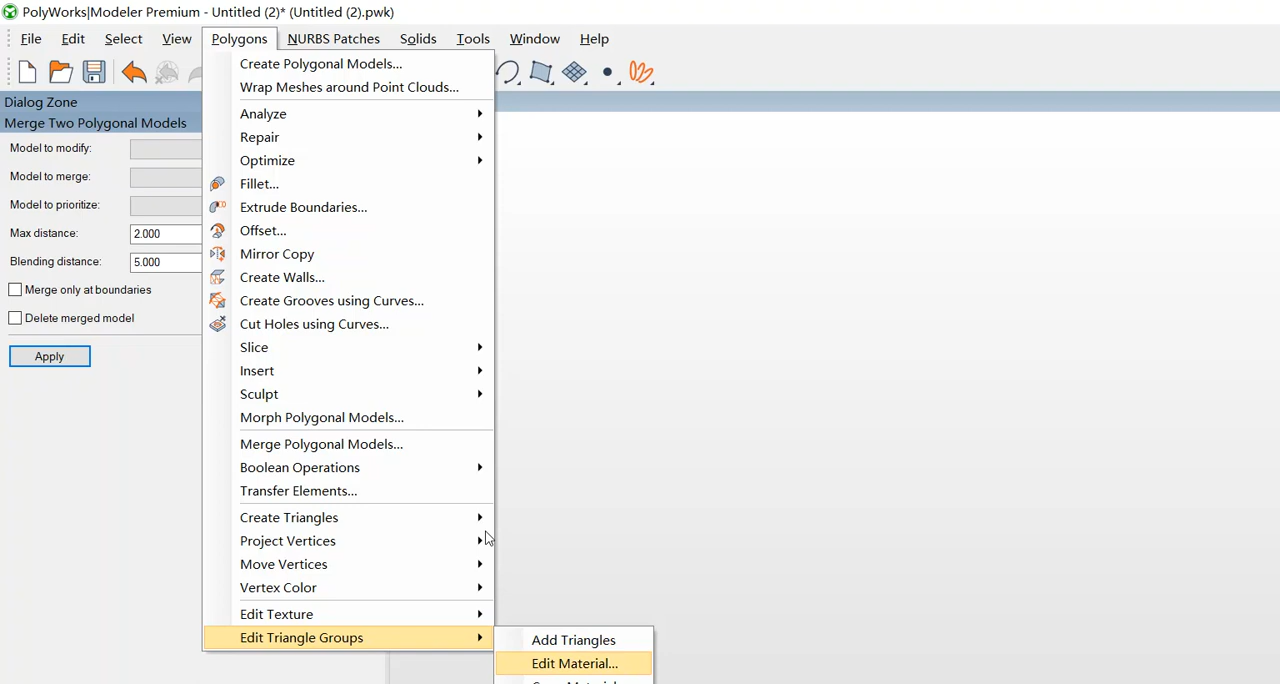 PolyWorks|Modeler Premium - Untitled (2)* (Untitled (2).pwk)
File Edit Select View Polygons NURBS Patches Solids Tools Window Help
Dialog Zone
Merge Two Polygonal Models
Model to modify:
Model to merge:
Model to prioritize:
Max distance: 2.000
Blending distance: 5.000
Merge only at boundaries
Delete merged model
Apply
Create Polygonal Models...
Wrap Meshes around Point Clouds...
Analyze
Repair
Optimize
Fillet...
Extrude Boundaries...
Offset...
Mirror Copy
Create Walls...
Create Grooves using Curves...
Cut Holes using Curves...
Slice
Insert
Sculpt
Morph Polygonal Models...
Merge Polygonal Models...
Boolean Operations
Transfer Elements...
Create Triangles
Project Vertices
Move Vertices
Vertex Color
Edit Texture
Edit Triangle Groups
Add Triangles
Edit Material...